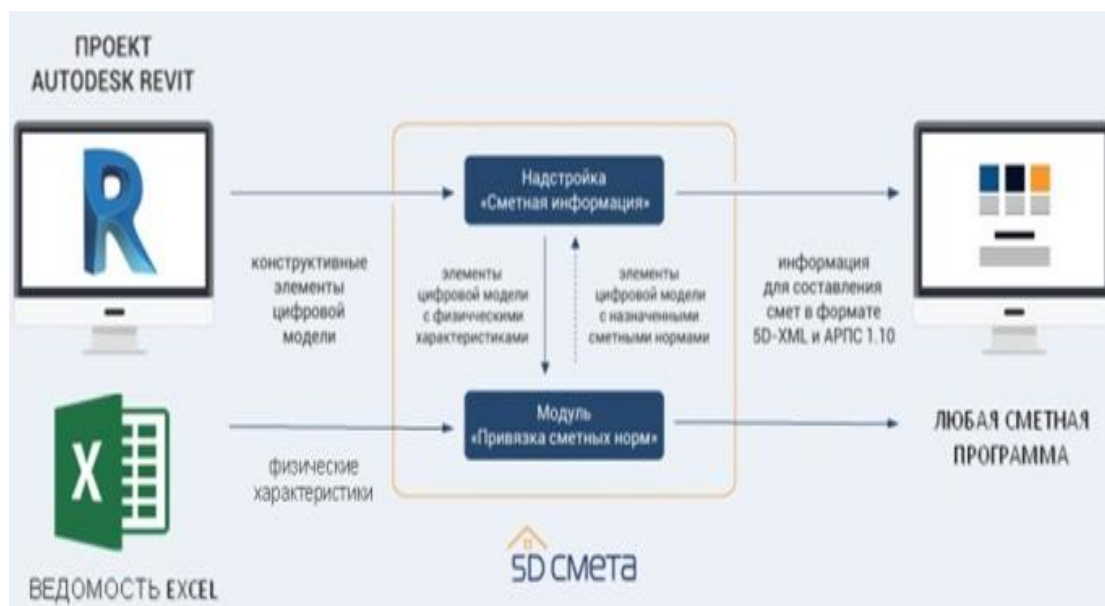 ПРОЕКТ
AUTODESK REVIT
Надстройка
«Сметная информация»
конструктивные
элементы
цифровой
модели
элементы
цифровой модели
с физическими
характеристиками
элементы
цифровой модели
с назначенными
сметными нормами
информация
для составления
смет в формате
5D-XML и АРПС 1.10
Модуль
«Привязка сметных норм»
физические
характеристики
ЛЮБАЯ СМЕТНАЯ
ПРОГРАММА
X
ВЕДОМОСТЬ EXCEL
5D смета